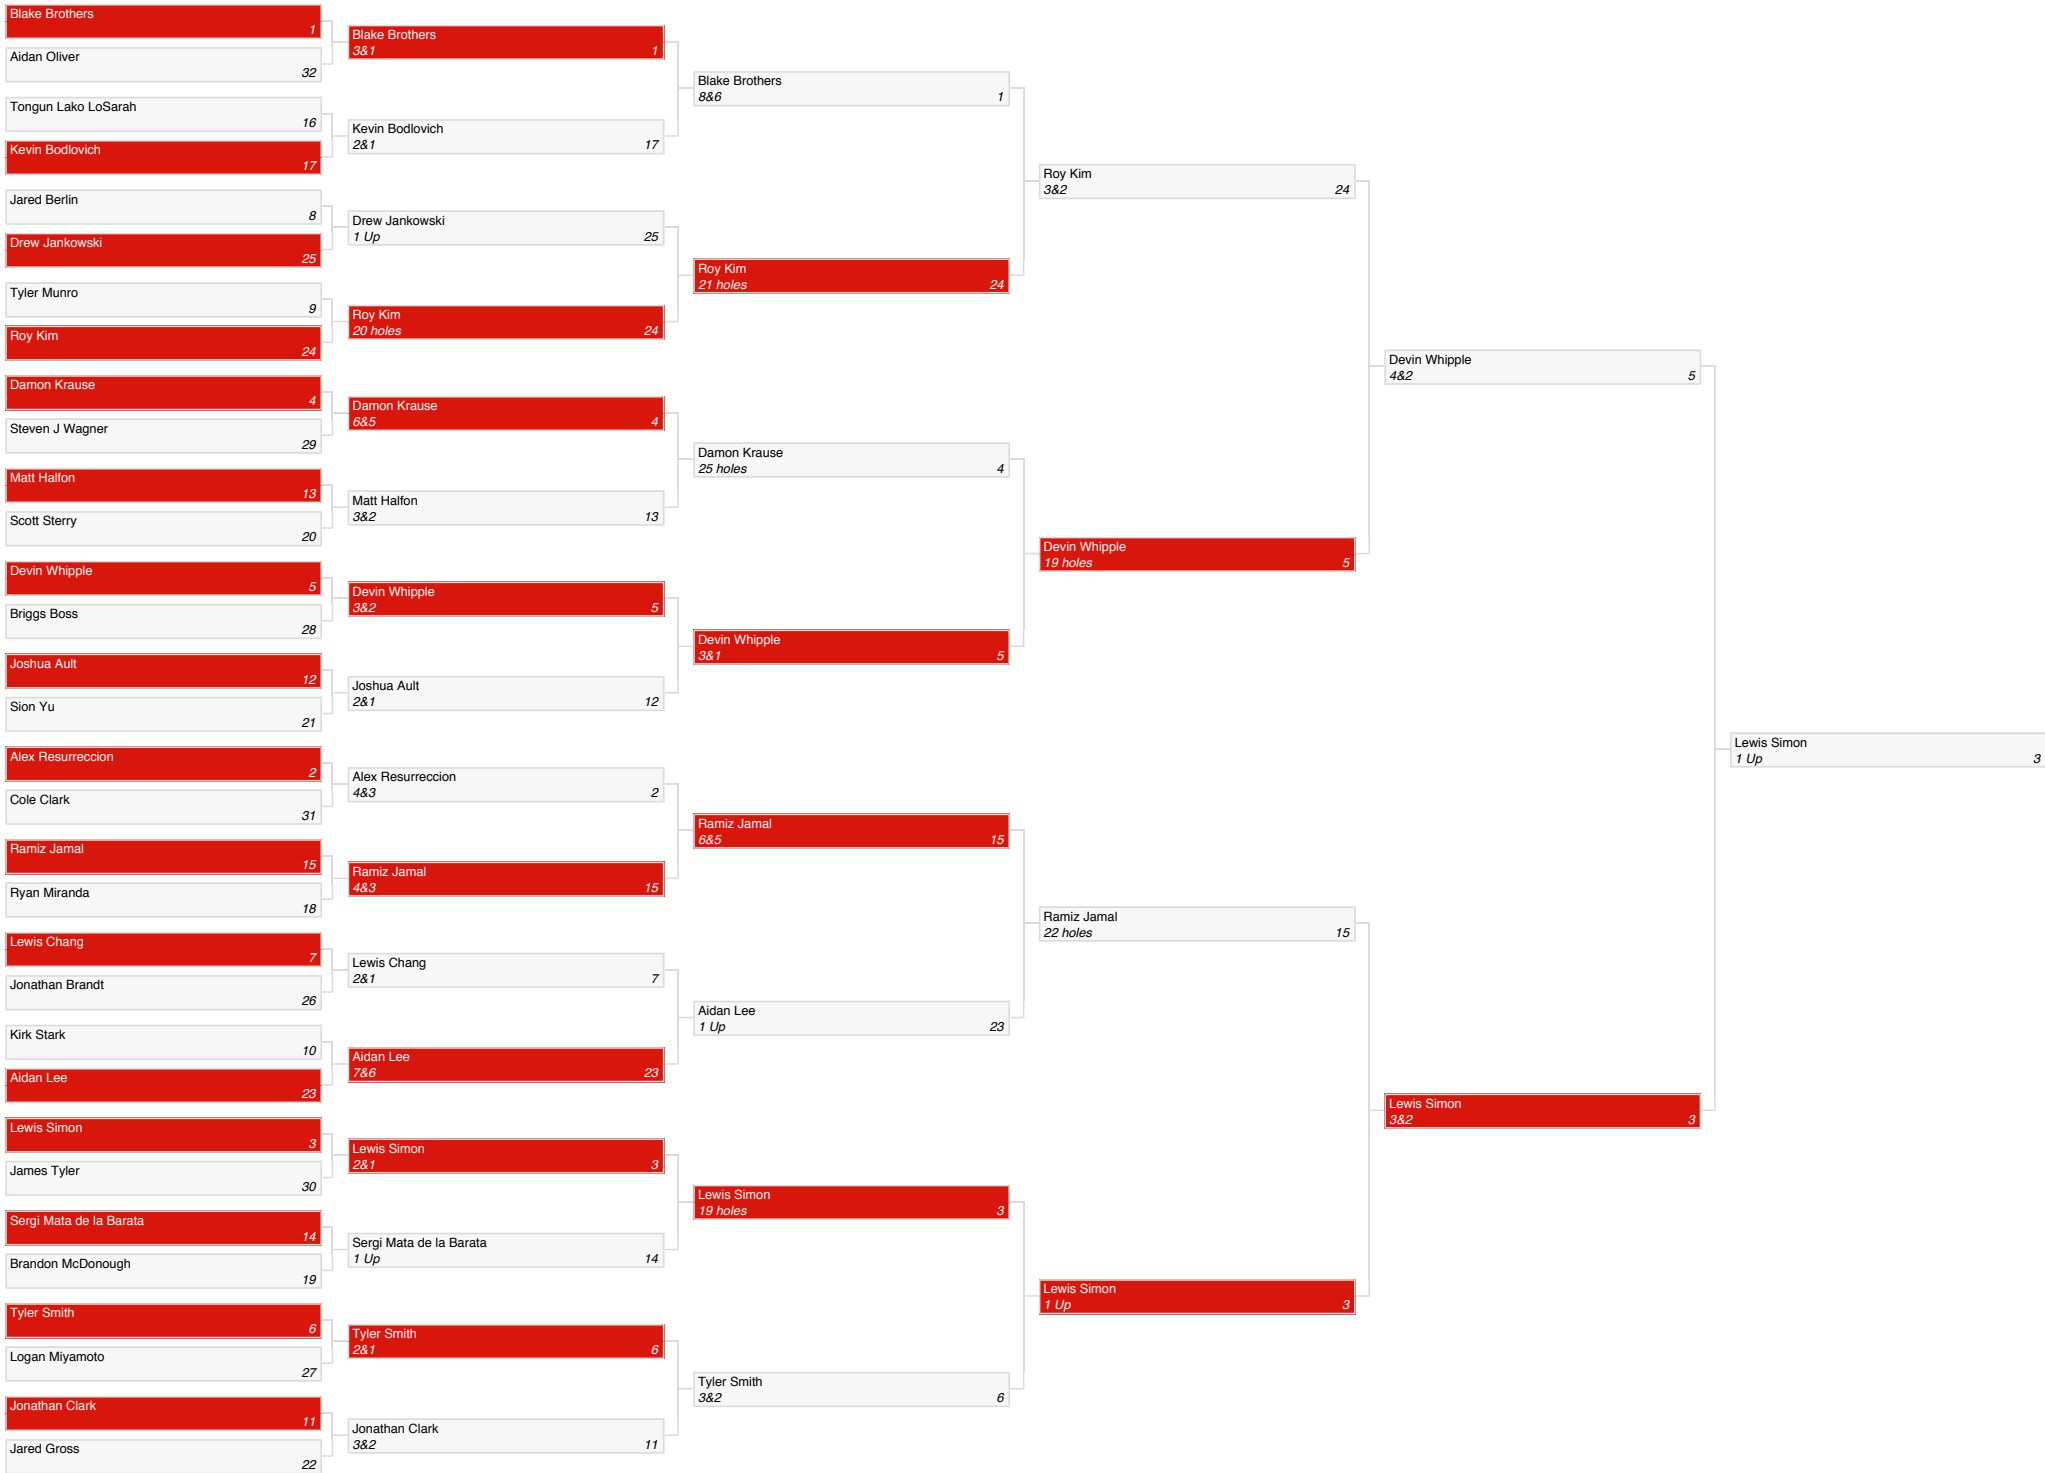 Blake Brothers
1
Aidan Oliver
32
Tongun Lako LoSarah
16
Kevin Bodlovich
17
Jared Berlin
8
Drew Jankowski
25
Tyler Munro
9
Roy Kim
24
Damon Krause
4
Steven J Wagner
29
Matt Halfon
13
Scott Sterry
20
Devin Whipple
5
Briggs Boss
28
Joshua Ault
12
Sion Yu
21
Alex Resurreccion
2
Cole Clark
31
Ramiz Jamal
15
Ryan Miranda
18
Lewis Chang
7
Jonathan Brandt
26
Kirk Stark
10
Aidan Lee
23
Lewis Simon
3
James Tyler
30
Sergi Mata de la Barata
14
Brandon McDonough
19
Tyler Smith
6
Logan Miyamoto
27
Jonathan Clark
11
Jared Gross
22
Blake Brothers
3&1 1
Kevin Bodlovich
2&1 17
Drew Jankowski
1 Up 25
Roy Kim
20 holes 24
Damon Krause
6&5 4
Matt Halfon
3&2 13
Devin Whipple
3&2 5
Joshua Ault
2&1 12
Alex Resurreccion
4&3 2
Ramiz Jamal
4&3 15
Lewis Chang
2&1 7
Aidan Lee
7&6 23
Lewis Simon
2&1 3
Sergi Mata de la Barata
1 Up 14
Tyler Smith
2&1 6
Jonathan Clark
3&2 11
Blake Brothers
8&6 1
Roy Kim
21 holes 24
Damon Krause
25 holes 4
Devin Whipple
3&1 5
Ramiz Jamal
6&5 15
Aidan Lee
1 Up 23
Lewis Simon
19 holes 3
Tyler Smith
3&2 6
Roy Kim
3&2 24
Devin Whipple
19 holes 5
Ramiz Jamal
22 holes 15
Lewis Simon
1 Up 3
Devin Whipple
4&2 5
Lewis Simon
3&2 3
Lewis Simon
1 Up 3